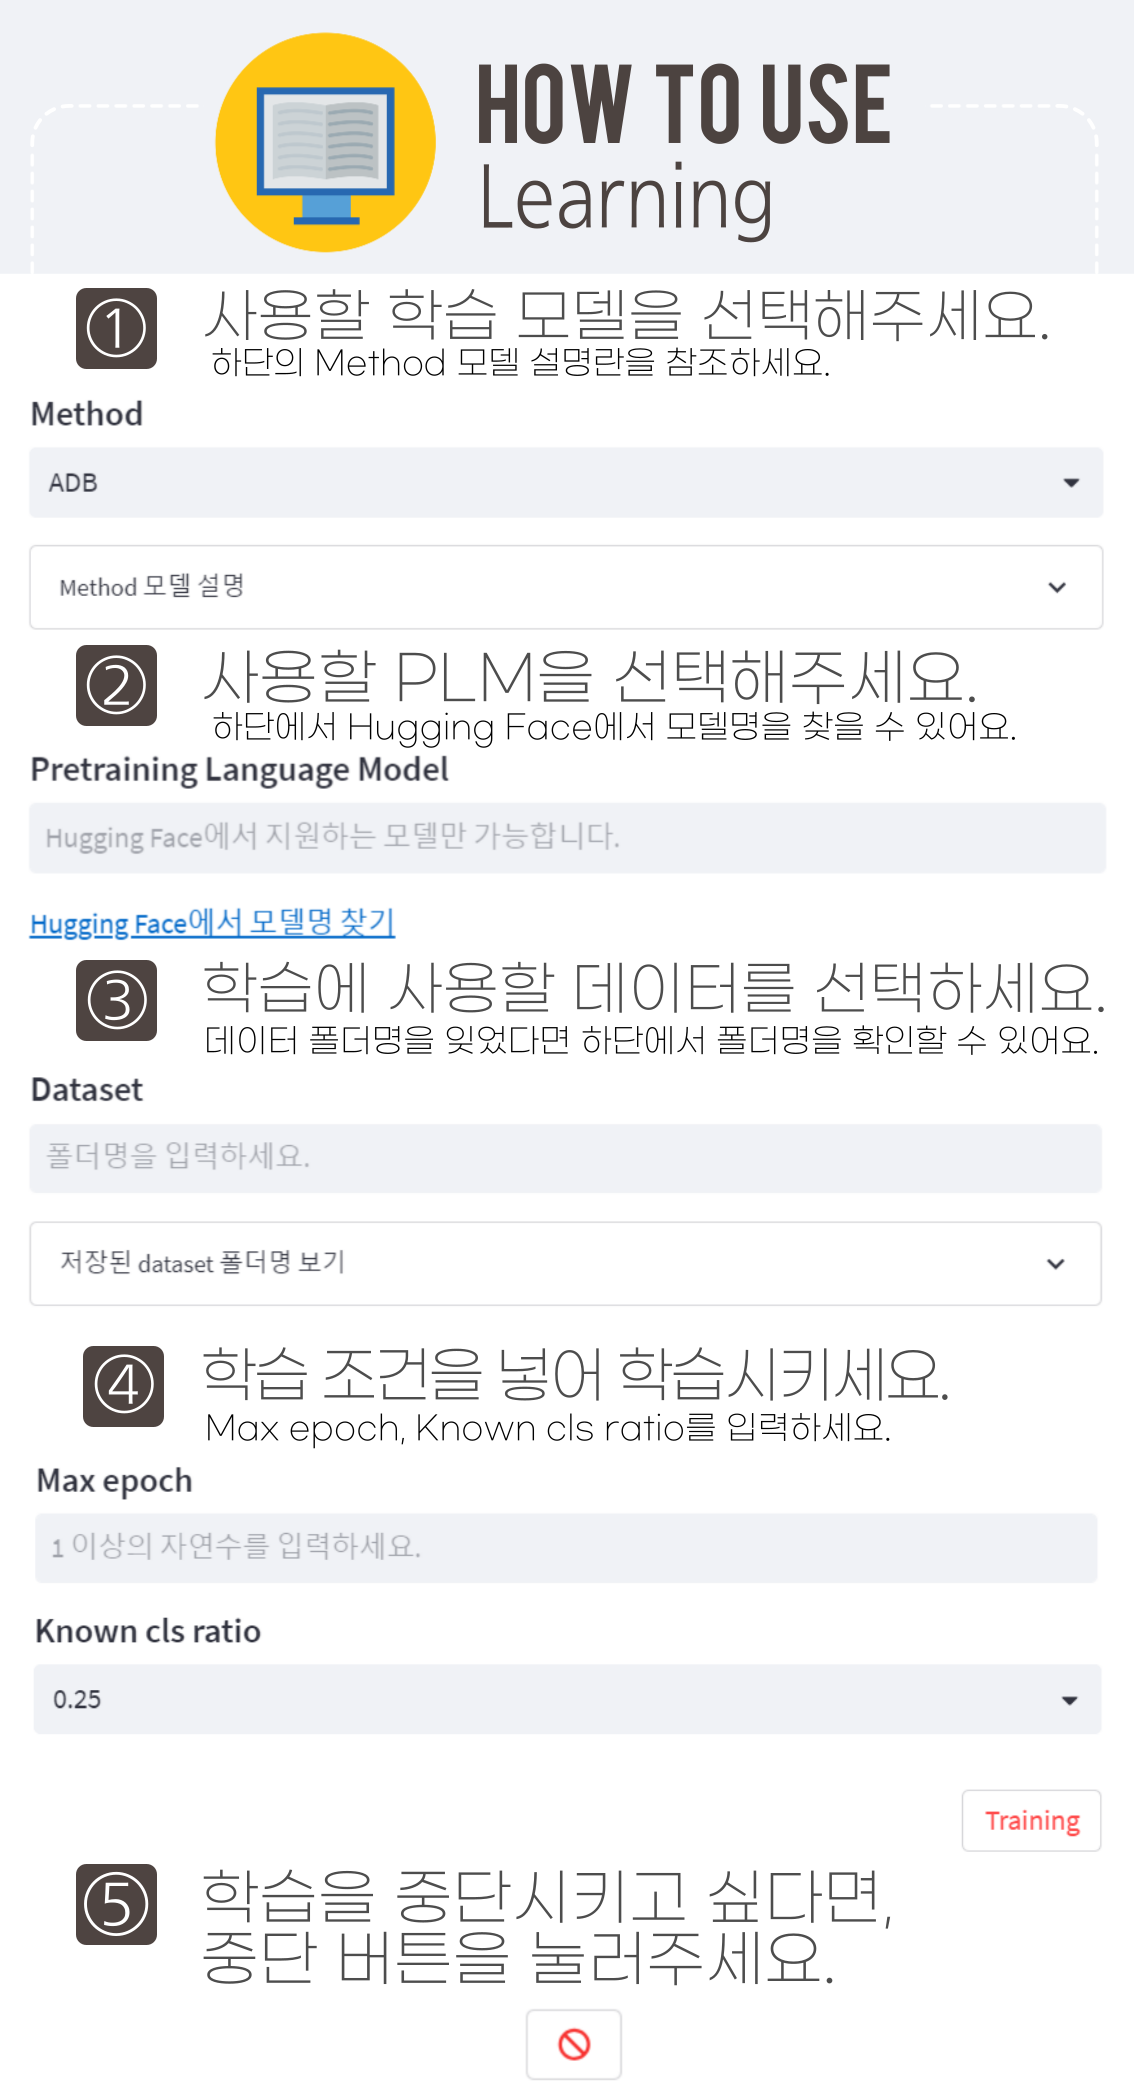 HOW TO USE
Learning
① 사용할 학습 모델을 선택해주세요.
하단의 Method 모델 설명란을 참조하세요.
Method
ADB
Method 모델 설명
② 사용할 PLM을 선택해주세요.
하단에서 Hugging Face에서 모델명을 찾을 수 있어요.
Pretraining Language Model
Hugging Face에서 지원하는 모델만 가능합니다.
Hugging Face에서 모델명 찾기
③ 학습에 사용할 데이터를 선택하세요.
데이터 폴더명을 잊었다면 하단에서 폴더명을 확인할 수 있어요.
Dataset
폴더명을 입력하세요.
저장된 dataset 폴더명 보기
④ 학습 조건을 넣어 학습시키세요.
Max epoch, Known cls ratio를 입력하세요.
Max epoch
1 이상의 자연수를 입력하세요.
Known cls ratio
0.25
Training
⑤ 학습을 중단시키고 싶다면,
중단 버튼을 눌러주세요.